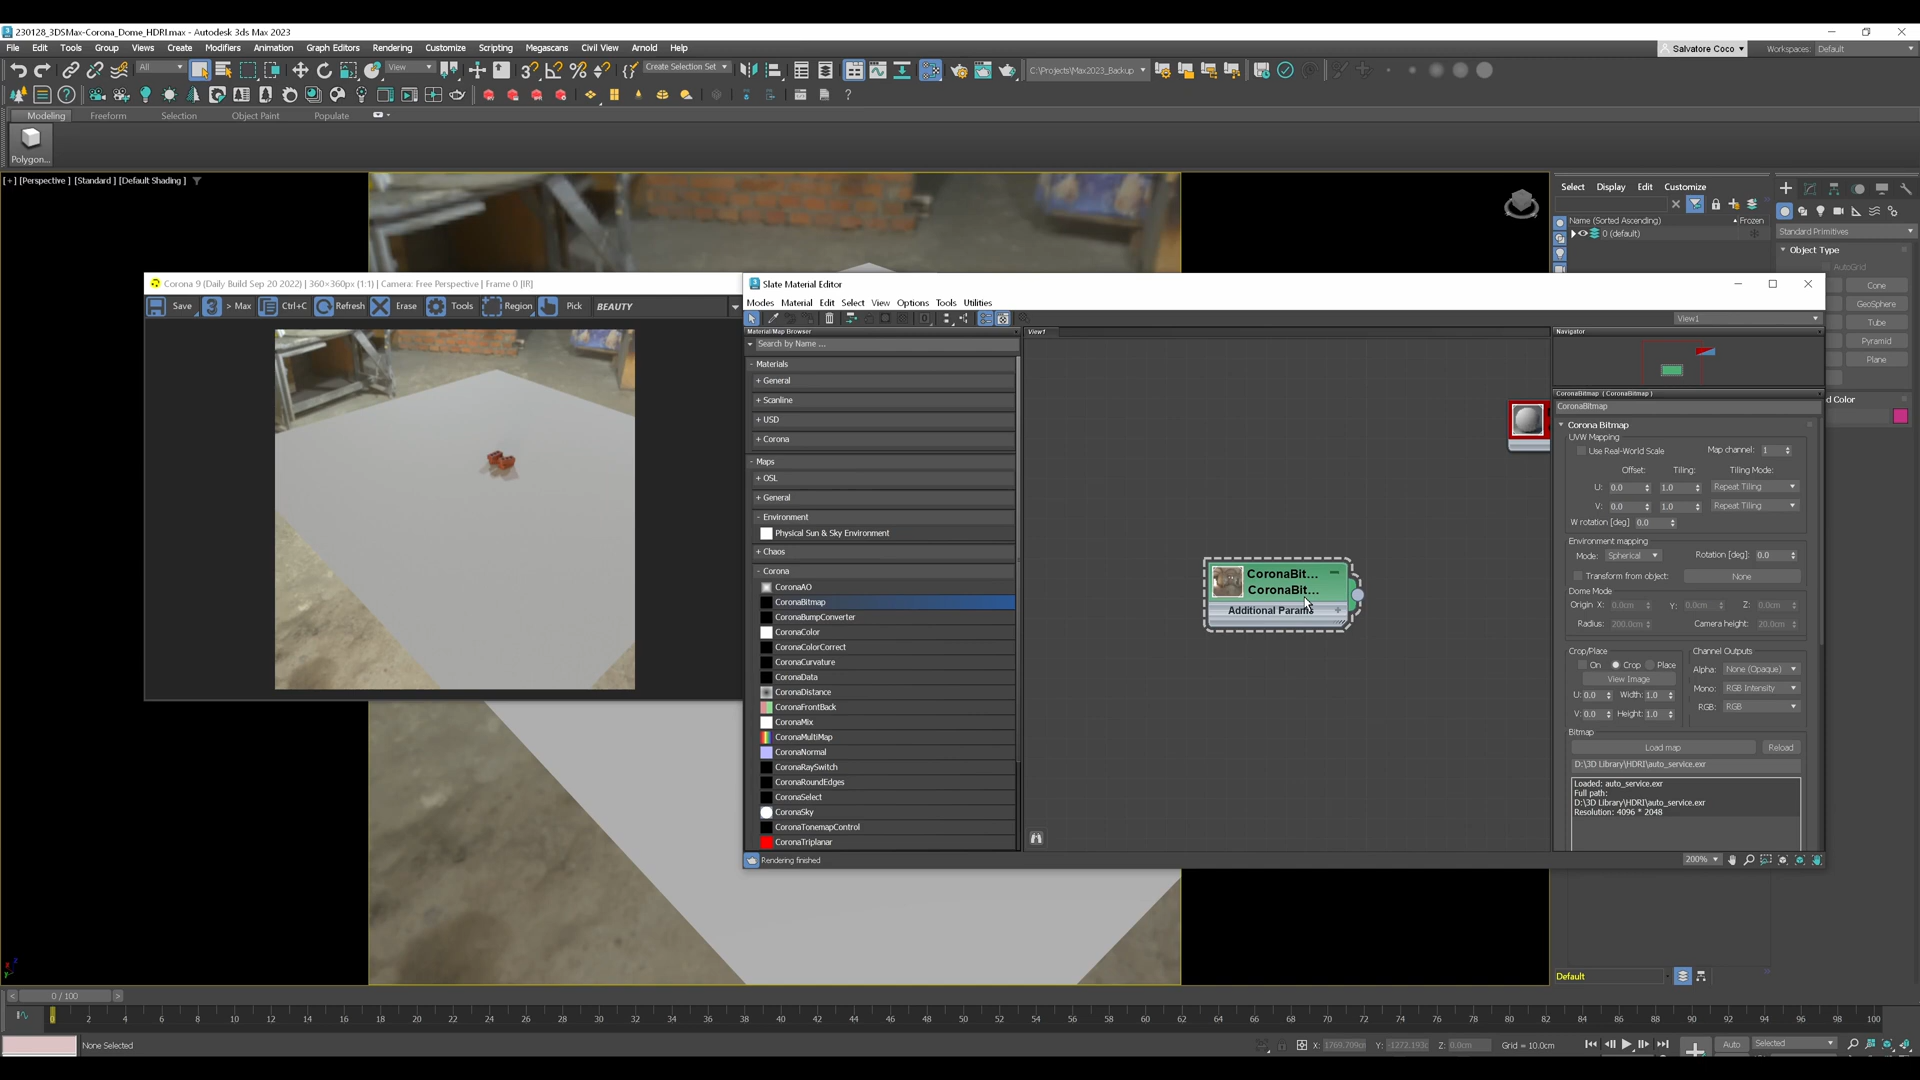 230128_3DSMax-Corona_Dome_HDRI.max - Autodesk 3ds Max 2023
File Edit Tools Group Views Create Modifiers Animation Graph Editors Rendering Customize Scripting Megascans Civil View Arnold Help
Salvatore Coco Workspaces: Default
All View Create Selection Set C:\Projects\Max2023_Backup
Modeling Freeform Selection Object Paint Populate
Polygon...
[+] [Perspective ] [Standard ] [Default Shading ]
Select Display Edit Customize
Name (Sorted Ascending) Frozen
0 (default)
Standard Primitives
Object Type
AutoGrid
Cone
GeoSphere
Tube
Pyramid
Plane
d Color
Corona 9 (Daily Build Sep 20 2022) | 360×360px (1:1) | Camera: Free Perspective | Frame 0 [IR]
Save 3 > Max Ctrl+C Refresh Erase Tools Region Pick BEAUTY
Slate Material Editor
Modes Material Edit Select View Options Tools Utilities
View1
Material/Map Browser
Search by Name ...
- Materials
+ General
+ Scanline
+ USD
+ Corona
- Maps
+ OSL
+ General
- Environment
Physical Sun & Sky Environment
+ Chaos
- Corona
CoronaAO
CoronaBitmap
CoronaBumpConverter
CoronaColor
CoronaColorCorrect
CoronaCurvature
CoronaData
CoronaDistance
CoronaFrontBack
CoronaMix
CoronaMultiMap
CoronaNormal
CoronaRaySwitch
CoronaRoundEdges
CoronaSelect
CoronaSky
CoronaTonemapControl
CoronaTriplanar
Rendering finished
View1
CoronaBit...
CoronaBit...
Additional Params
Navigator
CoronaBitmap ( CoronaBitmap )
CoronaBitmap
Corona Bitmap
UVW Mapping
Use Real-World Scale Map channel: 1
Offset: Tiling: Tiling Mode:
U: 0.0 1.0 Repeat Tiling
V: 0.0 1.0 Repeat Tiling
W rotation [deg] 0.0
Environment mapping
Mode: Spherical Rotation [deg]: 0.0
Transform from object: None
Dome Mode
Origin X: 0.0cm Y: 0.0cm Z: 0.0cm
Radius: 200.0cm Camera height: 20.0cm
Crop/Place
On Crop Place
View Image
U: 0.0 Width: 1.0
V: 0.0 Height: 1.0
Channel Outputs
Alpha: None (Opaque)
Mono: RGB Intensity
RGB: RGB
Bitmap
Load map Reload
D:\3D Library\HDRI\auto_service.exr
Loaded: auto_service.exr
Full path:
D:\3D Library\HDRI\auto_service.exr
Resolution: 4096 * 2048
200%
Default
< 0 / 100 >
0 2 4 6 8 10 12 14 16 18 20 22 24 26 28 30 32 34 36 38 40 42 44 46 48 50 52 54 56 58 60 62 64 66 68 70 72 74 76 78 80 82 84 86 88 90 92 94 96 98 100
None Selected X: 1769.709cm Y: -1272.193c Z: 0.0cm Grid = 10.0cm Auto Selected